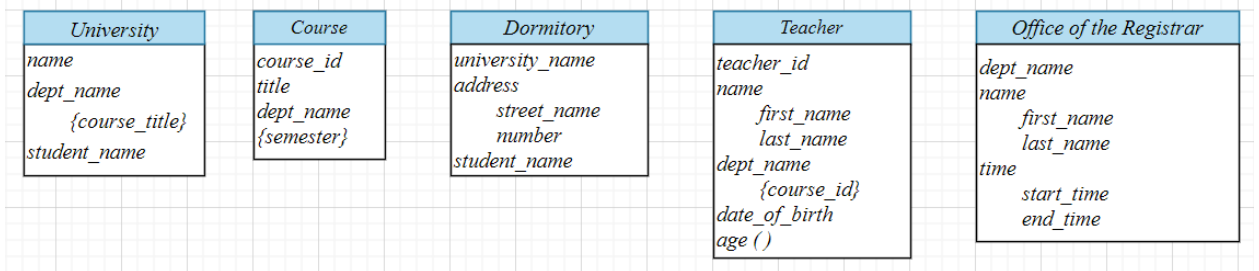 University
name
dept_name
{course_title}
student_name
Course
course_id
title
dept_name
{semester}
Dormitory
university_name
address
street_name
number
student_name
Teacher
teacher_id
name
first_name
last_name
dept_name
{course_id}
date_of_birth
age ( )
Office of the Registrar
dept_name
name
first_name
last_name
time
start_time
end_time